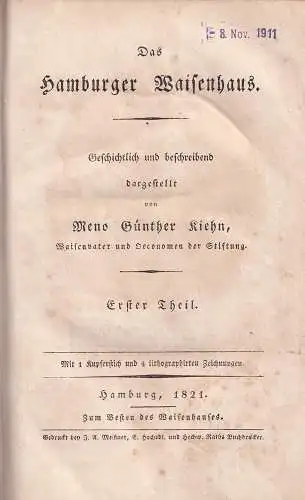 8. Nov. 1911
Das
Hamburger Waisenhaus.
Geschichtlich und beschreibend
dargestellt
von
Meno Günther Kiehn,
Waisenvater und Oeconomen der Stiftung.
Erster Theil.
Mit 1 Kupferstich und 4 lithographirten Zeichnungen.
Hamburg, 1821.
Zum Besten des Waisenhauses.
Gedruckt bey J. A. Meißner, E. Hochedl. und Hochw. Raths Buchdrucker.